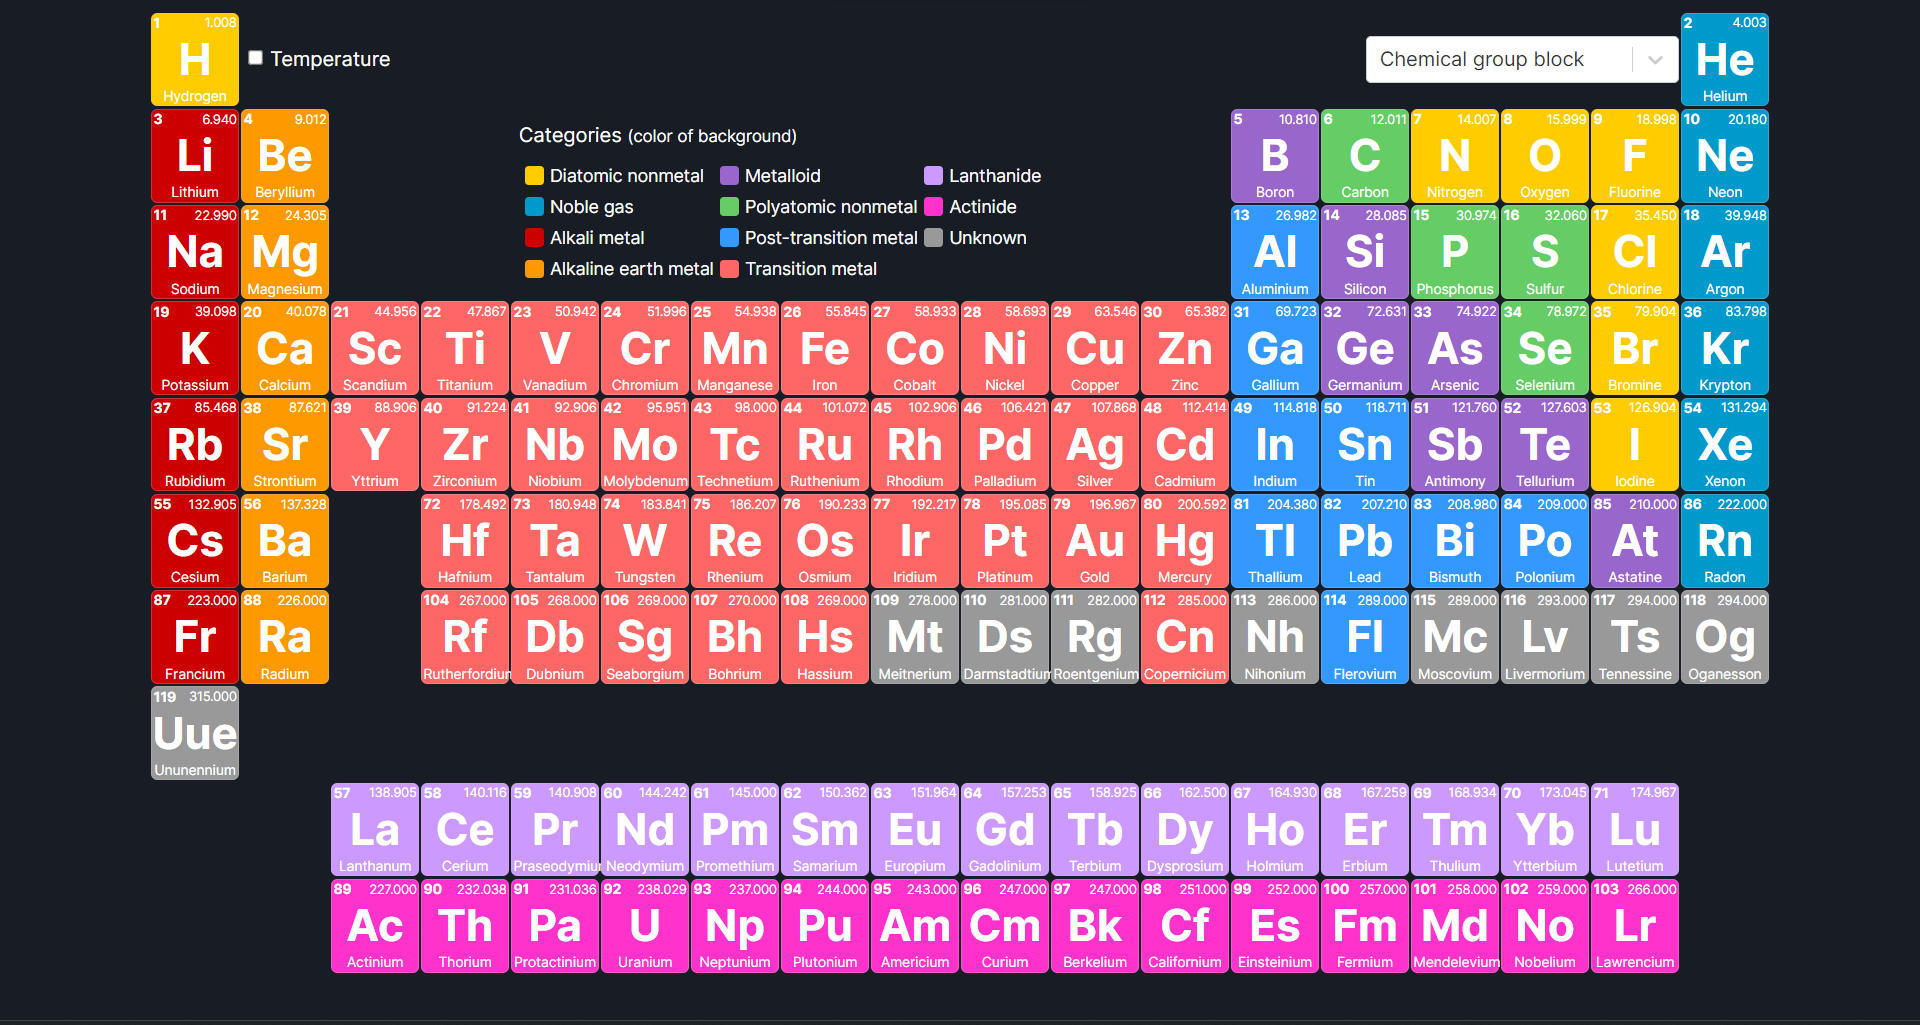 1 1.008
H
Hydrogen
Temperature
Chemical group block
2 4.003
He
Helium
3 6.940 4 9.012
Li Be
Lithium Beryllium
Categories (color of background)
Diatomic nonmetal Metalloid Lanthanide
Noble gas Polyatomic nonmetal Actinide
Alkali metal Post-transition metal Unknown
Alkaline earth metal Transition metal
5 10.810 6 12.011 7 14.007 8 15.999 9 18.998 10 20.180
B C N O F Ne
Boron Carbon Nitrogen Oxygen Fluorine Neon
11 22.990 12 24.305 13 26.982 14 28.085 15 30.974 16 32.060 17 35.450 18 39.948
Na Mg Al Si P S Cl Ar
Sodium Magnesium Aluminium Silicon Phosphorus Sulfur Chlorine Argon
19 39.098 20 40.078 21 44.956 22 47.867 23 50.942 24 51.996 25 54.938 26 55.845 27 58.933 28 58.693 29 63.546 30 65.382 31 69.723 32 72.631 33 74.922 34 78.972 35 79.904 36 83.798
K Ca Sc Ti V Cr Mn Fe Co Ni Cu Zn Ga Ge As Se Br Kr
Potassium Calcium Scandium Titanium Vanadium Chromium Manganese Iron Cobalt Nickel Copper Zinc Gallium Germanium Arsenic Selenium Bromine Krypton
37 85.468 38 87.621 39 88.906 40 91.224 41 92.906 42 95.951 43 98.000 44 101.072 45 102.906 46 106.421 47 107.868 48 112.414 49 114.818 50 118.711 51 121.760 52 127.603 53 126.904 54 131.294
Rb Sr Y Zr Nb Mo Tc Ru Rh Pd Ag Cd In Sn Sb Te I Xe
Rubidium Strontium Yttrium Zirconium Niobium Molybdenum Technetium Ruthenium Rhodium Palladium Silver Cadmium Indium Tin Antimony Tellurium Iodine Xenon
55 132.905 56 137.328 72 178.492 73 180.948 74 183.841 75 186.207 76 190.233 77 192.217 78 195.085 79 196.967 80 200.592 81 204.380 82 207.210 83 208.980 84 209.000 85 210.000 86 222.000
Cs Ba Hf Ta W Re Os Ir Pt Au Hg Tl Pb Bi Po At Rn
Cesium Barium Hafnium Tantalum Tungsten Rhenium Osmium Iridium Platinum Gold Mercury Thallium Lead Bismuth Polonium Astatine Radon
87 223.000 88 226.000 104 267.000 105 268.000 106 269.000 107 270.000 108 269.000 109 278.000 110 281.000 111 282.000 112 285.000 113 286.000 114 289.000 115 289.000 116 293.000 117 294.000 118 294.000
Fr Ra Rf Db Sg Bh Hs Mt Ds Rg Cn Nh Fl Mc Lv Ts Og
Francium Radium Rutherfordiun Dubnium Seaborgium Bohrium Hassium Meitnerium Darmstadtiun Roentgenium Copernicium Nihonium Flerovium Moscovium Livermorium Tennessine Oganesson
119 315.000
Uue
Ununennium
57 138.905 58 140.116 59 140.908 60 144.242 61 145.000 62 150.362 63 151.964 64 157.253 65 158.925 66 162.500 67 164.930 68 167.259 69 168.934 70 173.045 71 174.967
La Ce Pr Nd Pm Sm Eu Gd Tb Dy Ho Er Tm Yb Lu
Lanthanum Cerium Praseodymiun Neodymium Promethium Samarium Europium Gadolinium Terbium Dysprosium Holmium Erbium Thulium Ytterbium Lutetium
89 227.000 90 232.038 91 231.036 92 238.029 93 237.000 94 244.000 95 243.000 96 247.000 97 247.000 98 251.000 99 252.000 100 257.000 101 258.000 102 259.000 103 266.000
Ac Th Pa U Np Pu Am Cm Bk Cf Es Fm Md No Lr
Actinium Thorium Protactinium Uranium Neptunium Plutonium Americium Curium Berkelium Californium Einsteinium Fermium Mendelevium Nobelium Lawrencium